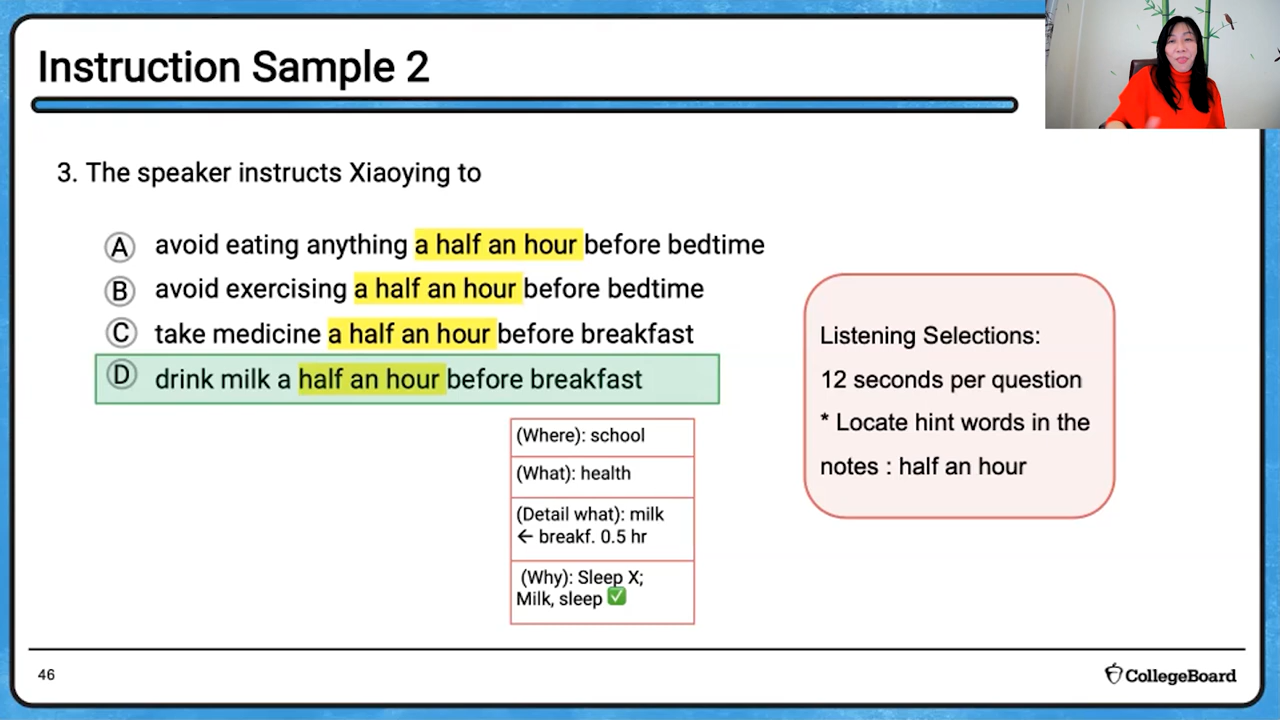 Instruction Sample 2
3. The speaker instructs Xiaoying to
A avoid eating anything a half an hour before bedtime
B avoid exercising a half an hour before bedtime
C take medicine a half an hour before breakfast
D drink milk a half an hour before breakfast
(Where): school
(What): health
(Detail what): milk
← breakf. 0.5 hr
(Why): Sleep X;
Milk, sleep ✅
Listening Selections:
12 seconds per question
* Locate hint words in the
notes : half an hour
46
CollegeBoard